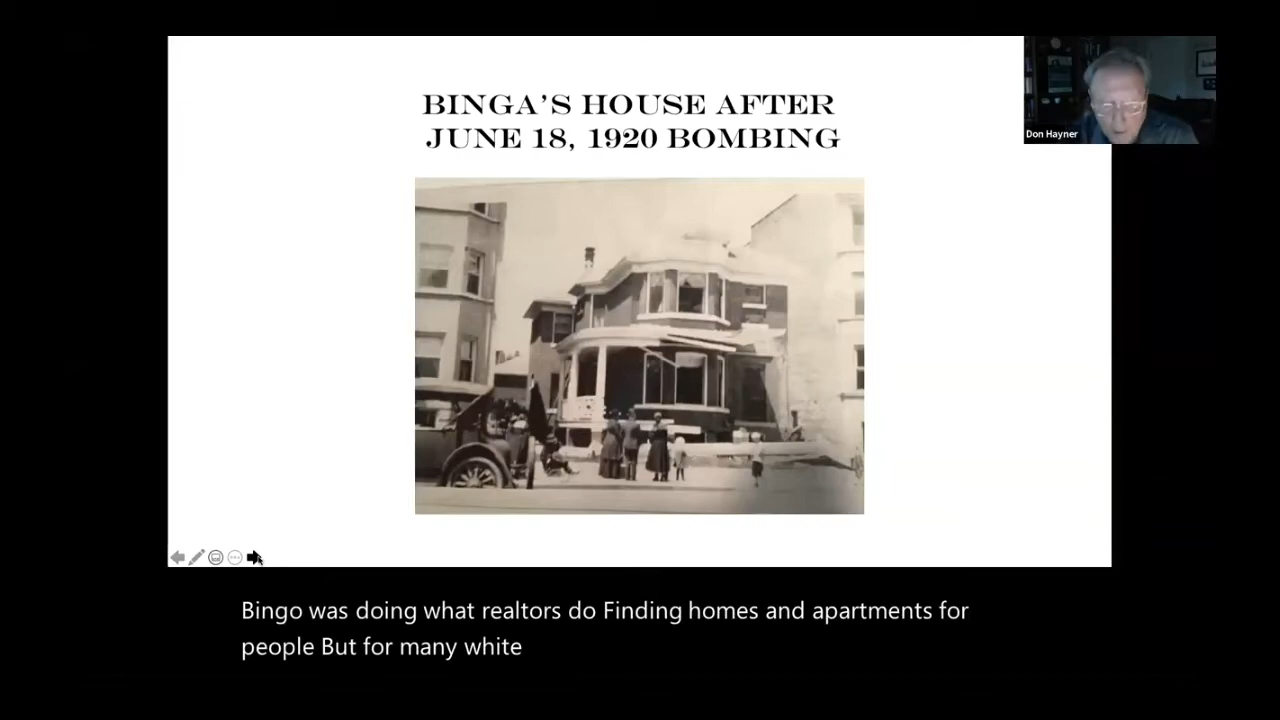 BINGA'S HOUSE AFTER
JUNE 18, 1920 BOMBING
Don Hayner
Bingo was doing what realtors do Finding homes and apartments for
people But for many white